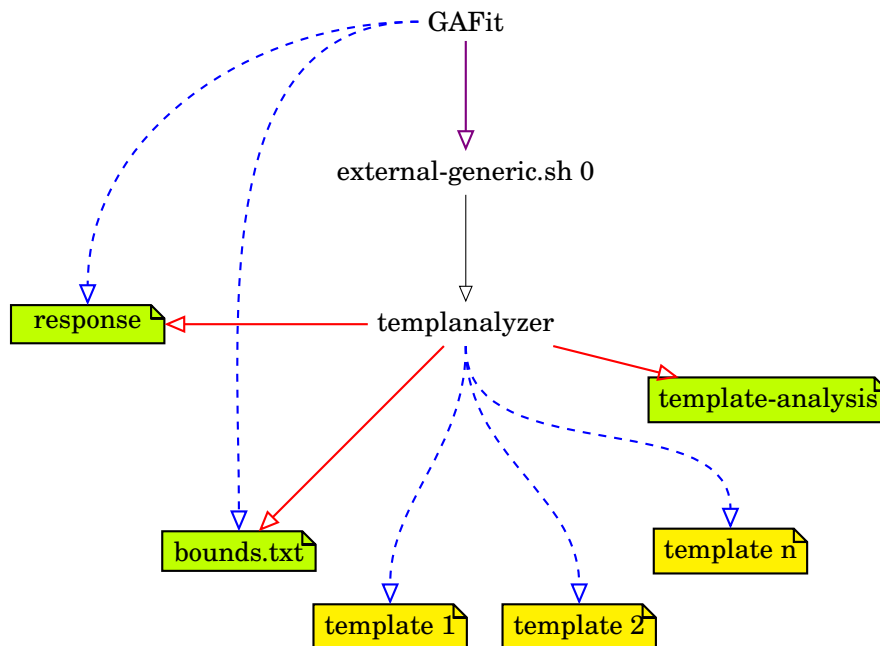 GAFit
external-generic.sh 0
response
templanalyzer
template-analysis
bounds.txt
template n
template 1
template 2